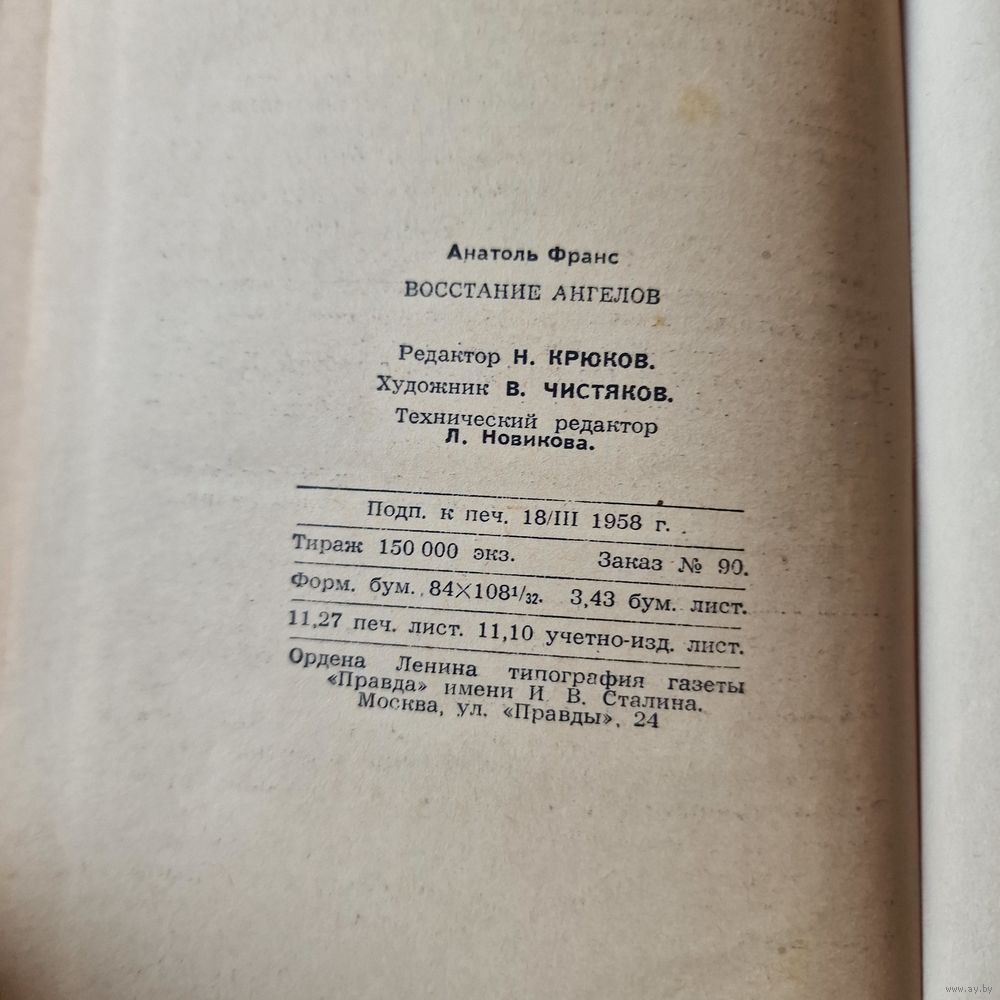 Анатоль Франс
ВОССТАНИЕ АНГЕЛОВ
Редактор Н. КРЮКОВ.
Художник В. ЧИСТЯКОВ.
Технический редактор
Л. Новикова.
Подп. к печ. 18/III 1958 г.
Тираж 150 000 экз. Заказ № 90.
Форм. бум. 84×108¹/₃₂. 3,43 бум. лист.
11,27 печ. лист. 11,10 учетно-изд. лист.
Ордена Ленина типография газеты
«Правда» имени И. В. Сталина.
Москва, ул. «Правды», 24
www.ay.by